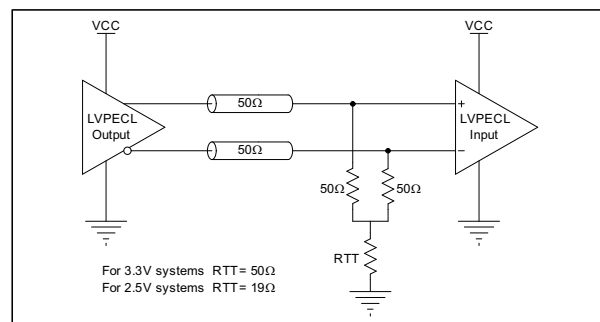 VCC
VCC
LVPECL
Output
50Ω
50Ω
+
LVPECL
Input
−
50Ω
50Ω
RTT
For 3.3V systems RTT = 50Ω
For 2.5V systems RTT = 19Ω